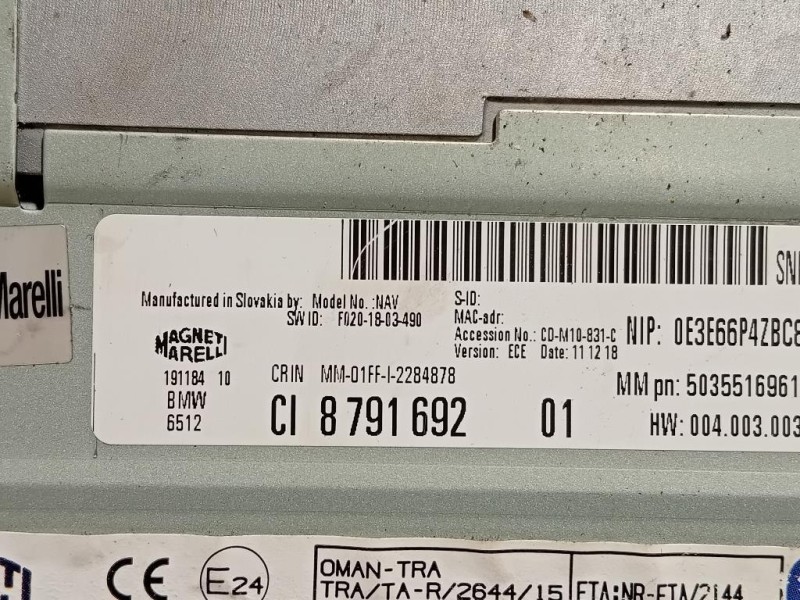 Marelli
SN
Manufactured in Slovakia by:
Model No.:NAV
SW ID: F020-18-03-490
S-ID:
MAC-adr:
Accession No.: CD-M10-831-C
Version: ECE Date: 11 12 18
NIP: 0E3E66P4ZBC8
MAGNETI
MARELLI
191184 10
BMW
6512
CRIN MM-01FF-I-2284878
CI 8 791 692 01
MM pn: 5035516961
HW: 004.003.003
CE
E24
OMAN-TRA
TRA/TA-R/2644/15
ETA:NR-ETA/2144